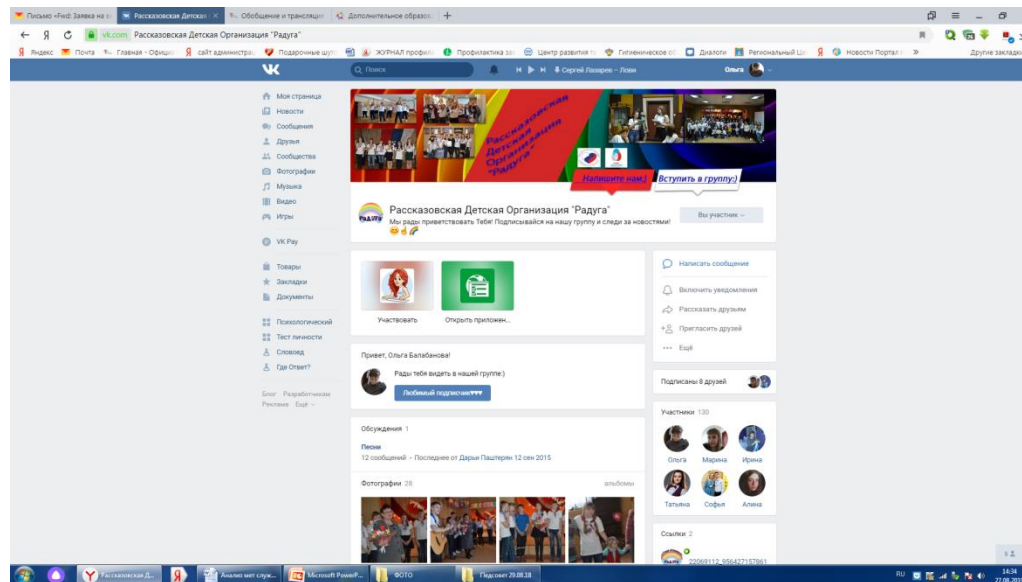 Письмо «Fwd: Заявка на
Рассказовская Детская
Обобщение и трансляци
Дополнительное образов
vk.com Рассказовская Детская Организация "Радуга"
Яндекс Почта Главная - Официа сайт администрац Подарочные шуто ЖУРНАЛ профил Профилактика за Центр развития т Гигиеническое об Диалоги Региональный Це Новости Портал г » Другие закладки
Поиск
Сергей Лазарев – Лови
Ольга
Моя страница
Новости
Сообщения
Друзья
Сообщества
Фотографии
Музыка
Видео
Игры
VK Pay
Товары
Закладки
Документы
Психологический
Тест личности
Словоед
Где Ответ?
Блог Разработчикам
Реклама Ещё
Рассказовская
Детская
Организация
"Радуга"
Напишите нам;)
Вступить в группу;)
РАДУГА
Рассказовская Детская Организация "Радуга"
Мы рады приветствовать Тебя! Подписывайся на нашу группу и следи за новостями!
Вы участник
Участвовать
Открыть приложен...
Привет, Ольга Балабанова!
Рады тебя видеть в нашей группе:)
Любимый подписчик♥♥♥
Обсуждения 1
Песни
12 сообщений - Последнее от Дарьи Паштерян 12 сен 2015
Фотографии 28
альбомы
Написать сообщение
Включить уведомления
Рассказать друзьям
Пригласить друзей
Ещё
Подписаны 8 друзей
Участники 130
Ольга Марина Ирина
Татьяна Софья Алина
Ссылки 2
22069112_956427157861
Рассказовская Д...
Анализ мет служ...
Microsoft PowerP...
ФОТО
Педсовет 29.08.18
RU
14:34
27.08.2018